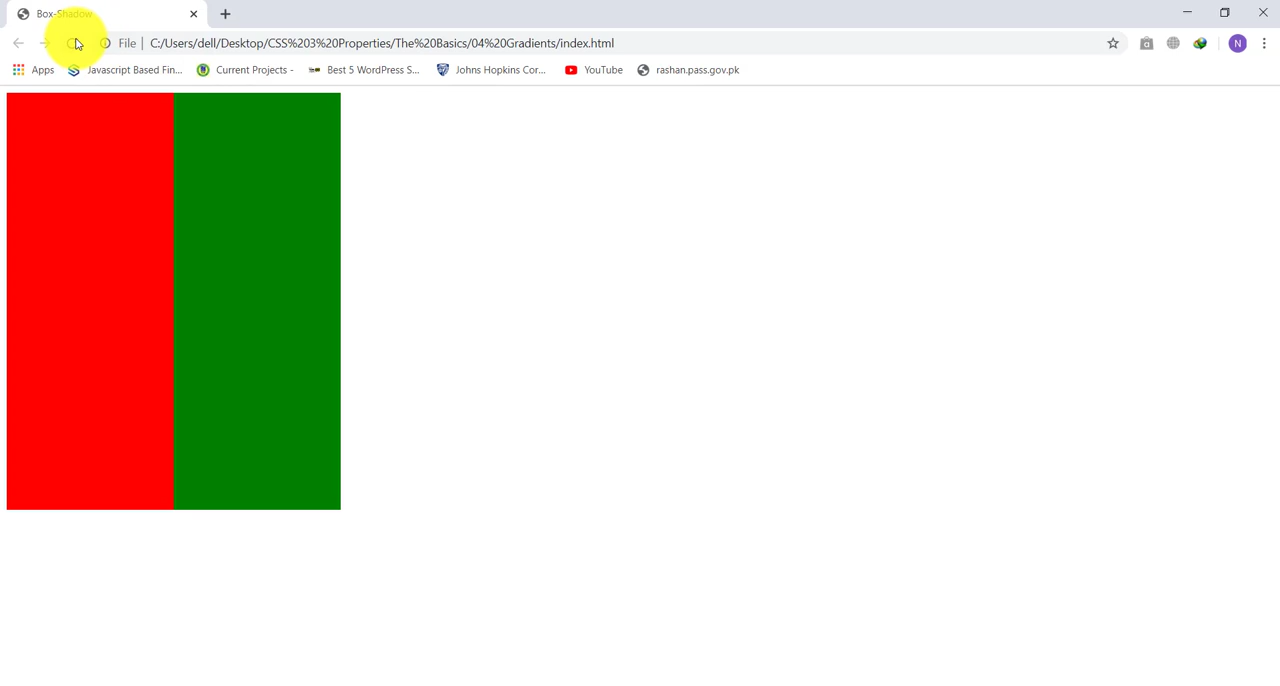 Box-Shadow
File | C:/Users/dell/Desktop/CSS%203%20Properties/The%20Basics/04%20Gradients/index.html
N
Apps Javascript Based Fin... Current Projects - Best 5 WordPress S... Johns Hopkins Cor... YouTube rashan.pass.gov.pk